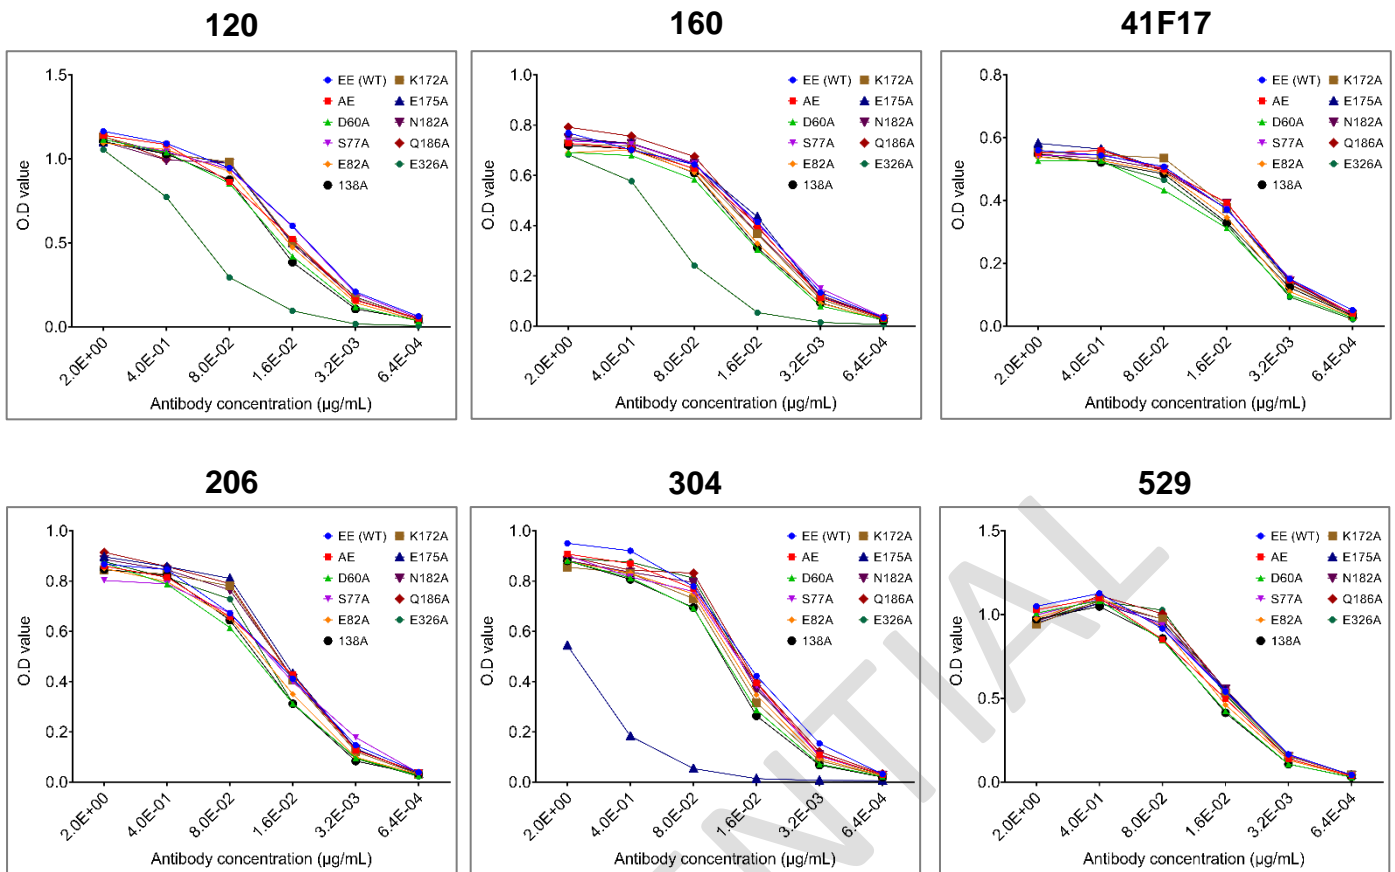 120
1.5
1.0
0.5
0.0
O.D value
EE (WT)
AE
D60A
S77A
E82A
138A
K172A
E175A
N182A
Q186A
E326A
2.0E+00
4.0E-01
8.0E-02
1.6E-02
3.2E-03
6.4E-04
Antibody concentration (µg/mL)
160
1.0
0.8
0.6
0.4
0.2
0.0
O.D value
EE (WT)
AE
D60A
S77A
E82A
138A
K172A
E175A
N182A
Q186A
E326A
2.0E+00
4.0E-01
8.0E-02
1.6E-02
3.2E-03
6.4E-04
Antibody concentration (µg/mL)
41F17
0.8
0.6
0.4
0.2
0.0
O.D value
EE (WT)
AE
D60A
S77A
E82A
138A
K172A
E175A
N182A
Q186A
E326A
2.0E+00
4.0E-01
8.0E-02
1.6E-02
3.2E-03
6.4E-04
Antibody concentration (µg/mL)
206
1.0
0.8
0.6
0.4
0.2
0.0
O.D value
EE (WT)
AE
D60A
S77A
E82A
138A
K172A
E175A
N182A
Q186A
E326A
2.0E+00
4.0E-01
8.0E-02
1.6E-02
3.2E-03
6.4E-04
Antibody concentration (µg/mL)
304
1.0
0.8
0.6
0.4
0.2
0.0
O.D value
EE (WT)
AE
D60A
S77A
E82A
138A
K172A
E175A
N182A
Q186A
E326A
2.0E+00
4.0E-01
8.0E-02
1.6E-02
3.2E-03
6.4E-04
Antibody concentration (µg/mL)
529
1.5
1.0
0.5
0.0
O.D value
EE (WT)
AE
D60A
S77A
E82A
138A
K172A
E175A
N182A
Q186A
E326A
2.0E+00
4.0E-01
8.0E-02
1.6E-02
3.2E-03
6.4E-04
Antibody concentration (µg/mL)
ENTIAL